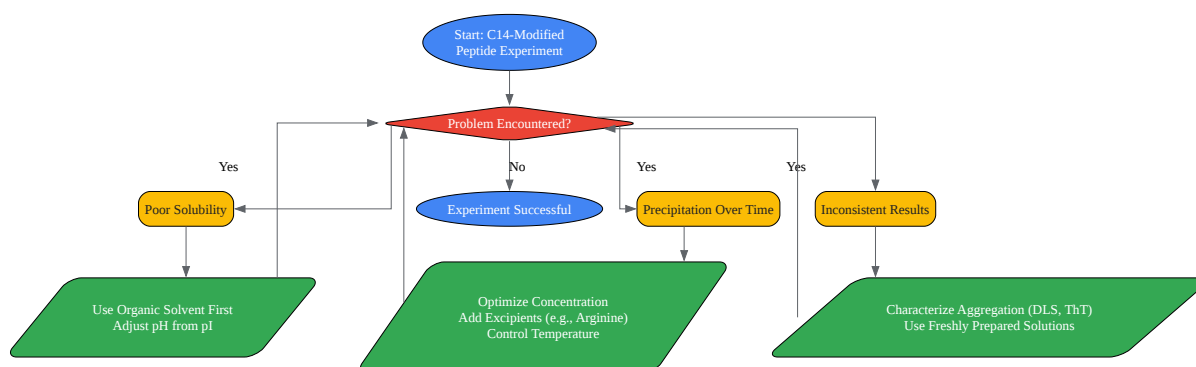 Start: C14-Modified
Peptide Experiment
Problem Encountered?
Yes
No
Yes
Yes
Poor Solubility
Experiment Successful
Precipitation Over Time
Inconsistent Results
Use Organic Solvent First
Adjust pH from pI
Optimize Concentration
Add Excipients (e.g., Arginine)
Control Temperature
Characterize Aggregation (DLS, ThT)
Use Freshly Prepared Solutions